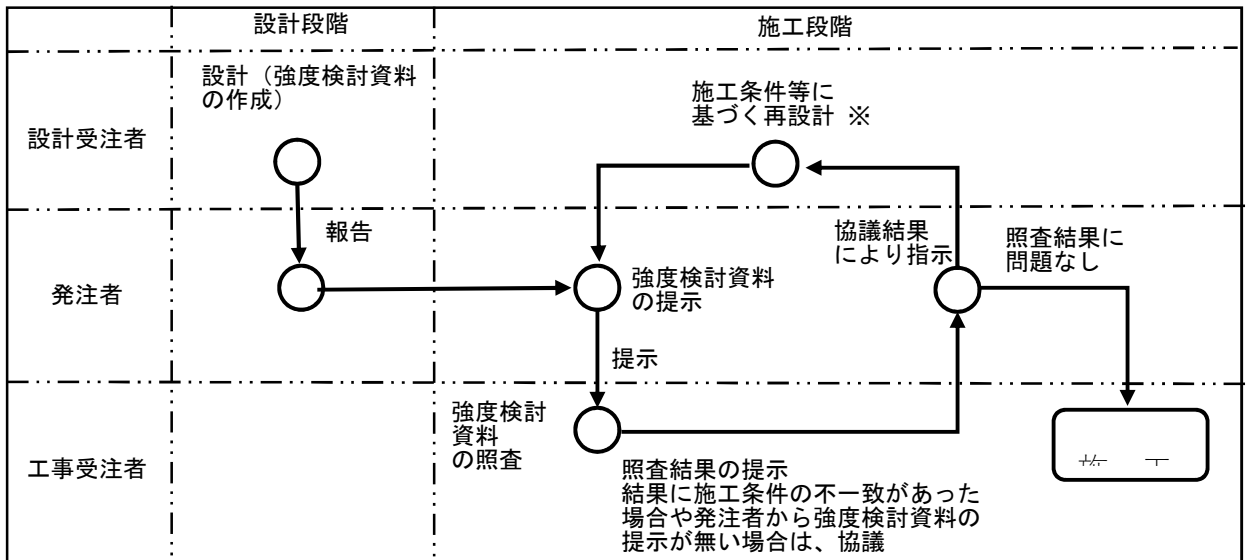 設計段階
施工段階
設計受注者
設計（強度検討資料
の作成）
施工条件等に
基づく再設計 ※
報告
発注者
強度検討資料
の提示
協議結果
により指示
照査結果に
問題なし
提示
工事受注者
強度検討
資料
の照査
照査結果の提示
結果に施工条件の不一致があった
場合や発注者から強度検討資料の
提示が無い場合は、協議